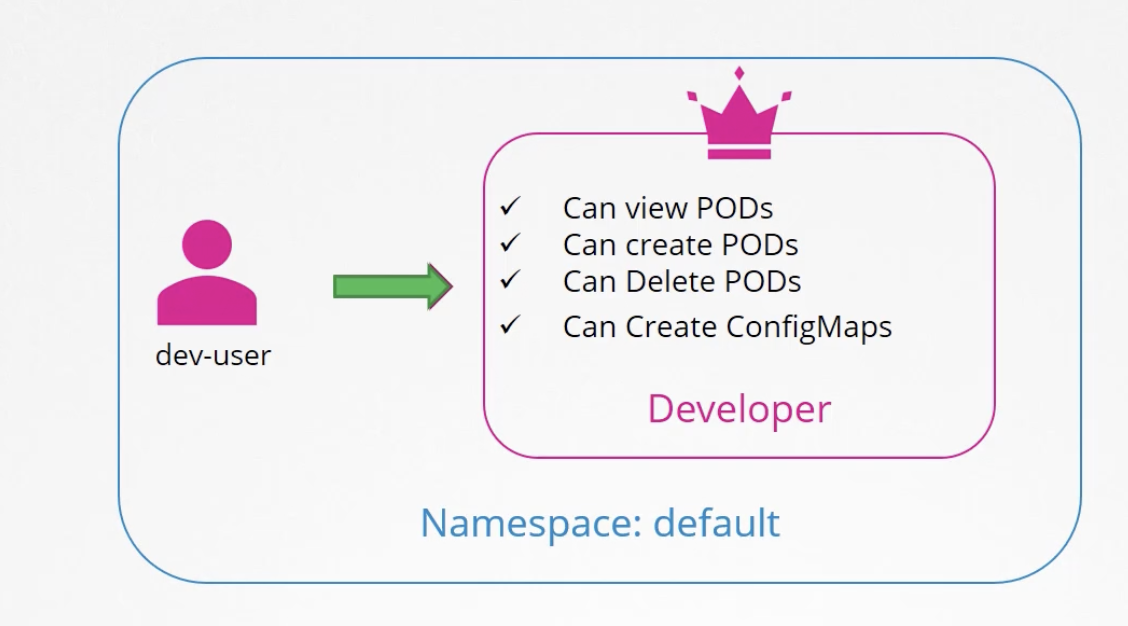 ✓ Can view PODs
✓ Can create PODs
✓ Can Delete PODs
✓ Can Create ConfigMaps
dev-user
Developer
Namespace: default